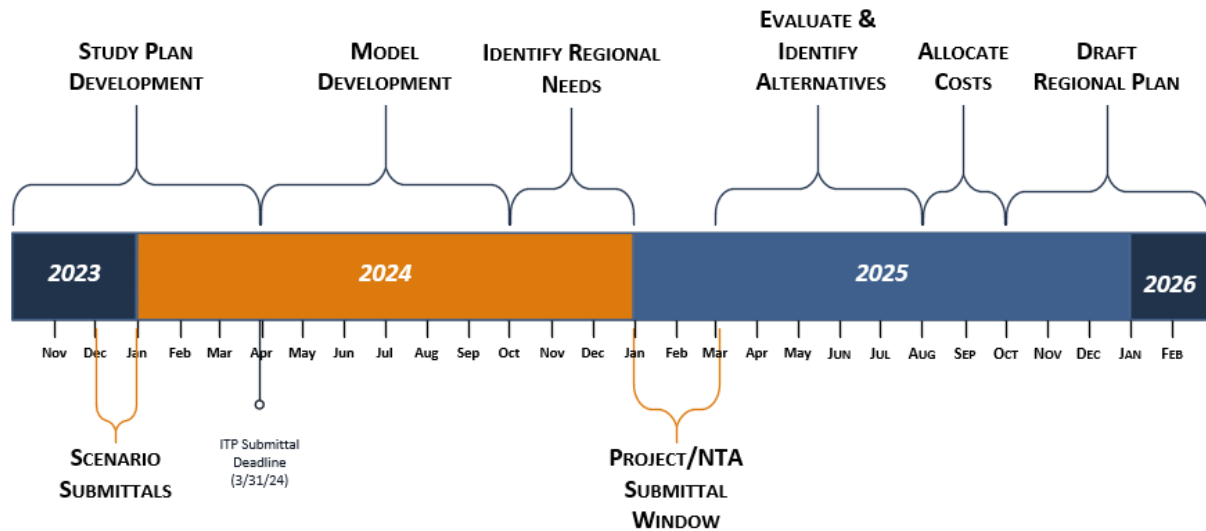 STUDY PLAN
DEVELOPMENT
MODEL
DEVELOPMENT
IDENTIFY REGIONAL
NEEDS
EVALUATE &
IDENTIFY
ALTERNATIVES
ALLOCATE
COSTS
DRAFT
REGIONAL PLAN
2023
2024
2025
2026
Nov Dec Jan Feb Mar Apr May Jun Jul Aug Sep Oct Nov Dec Jan Feb Mar Apr May Jun Jul Aug Sep Oct Nov Dec Jan Feb
SCENARIO
SUBMITTALS
ITP Submittal
Deadline
(3/31/24)
PROJECT/NTA
SUBMITTAL
WINDOW